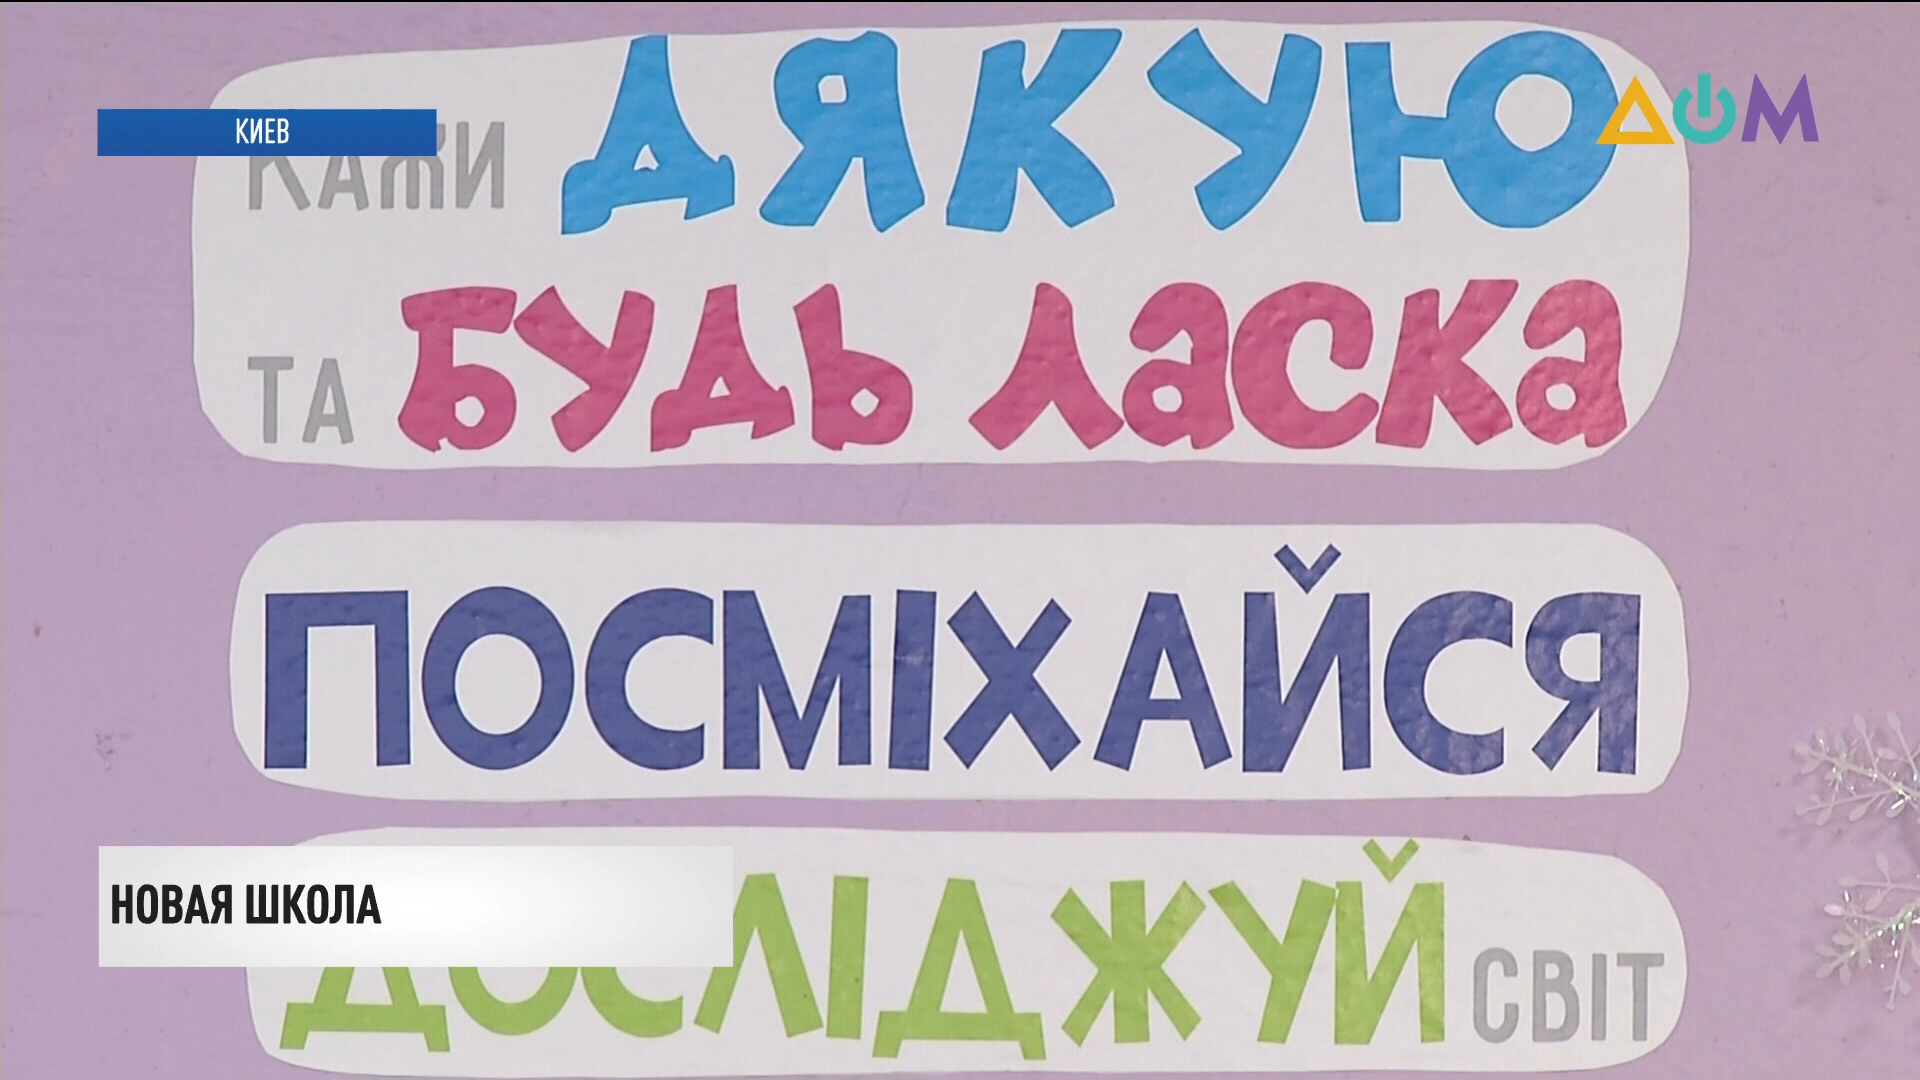 КИЕВ
ДОМ
КАЖИ ДЯКУЮ
ТА БУДЬ ЛАСКА
ПОСМІХАЙСЯ
НОВАЯ ШКОЛА
ДОСЛІДЖУЙ СВІТ